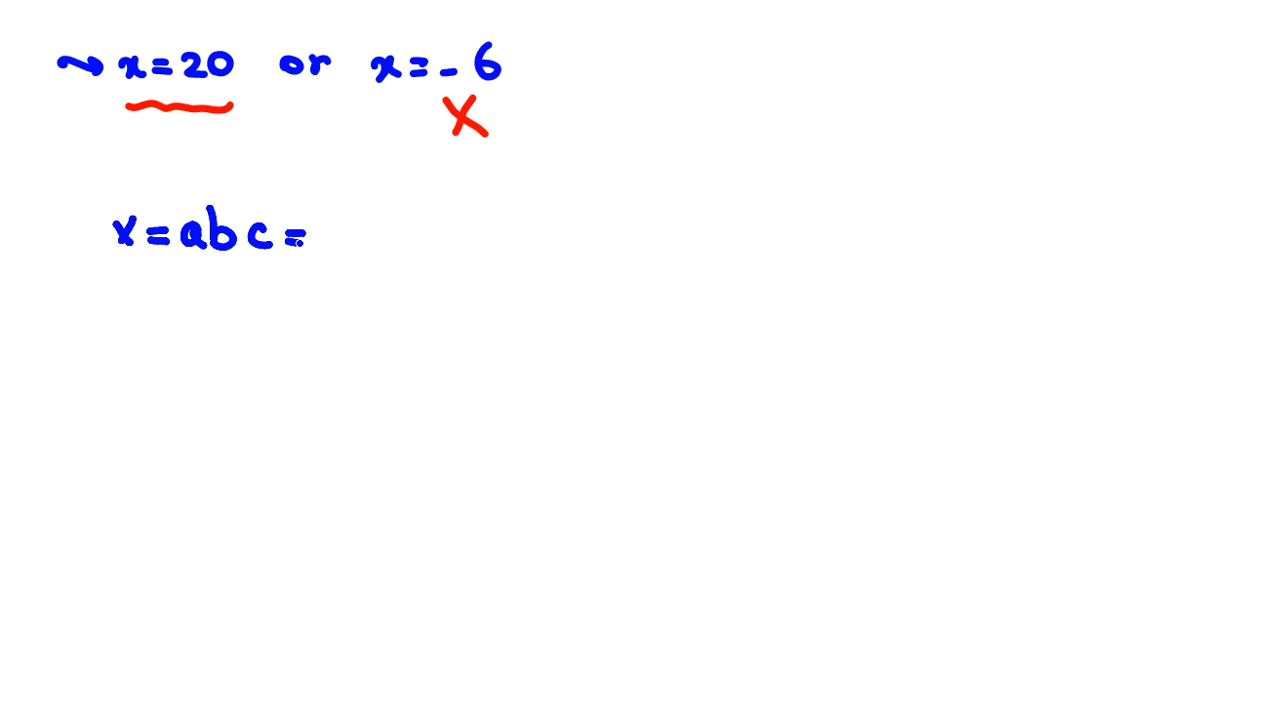 ⇝ x = 20 or x = - 6
x = abc =